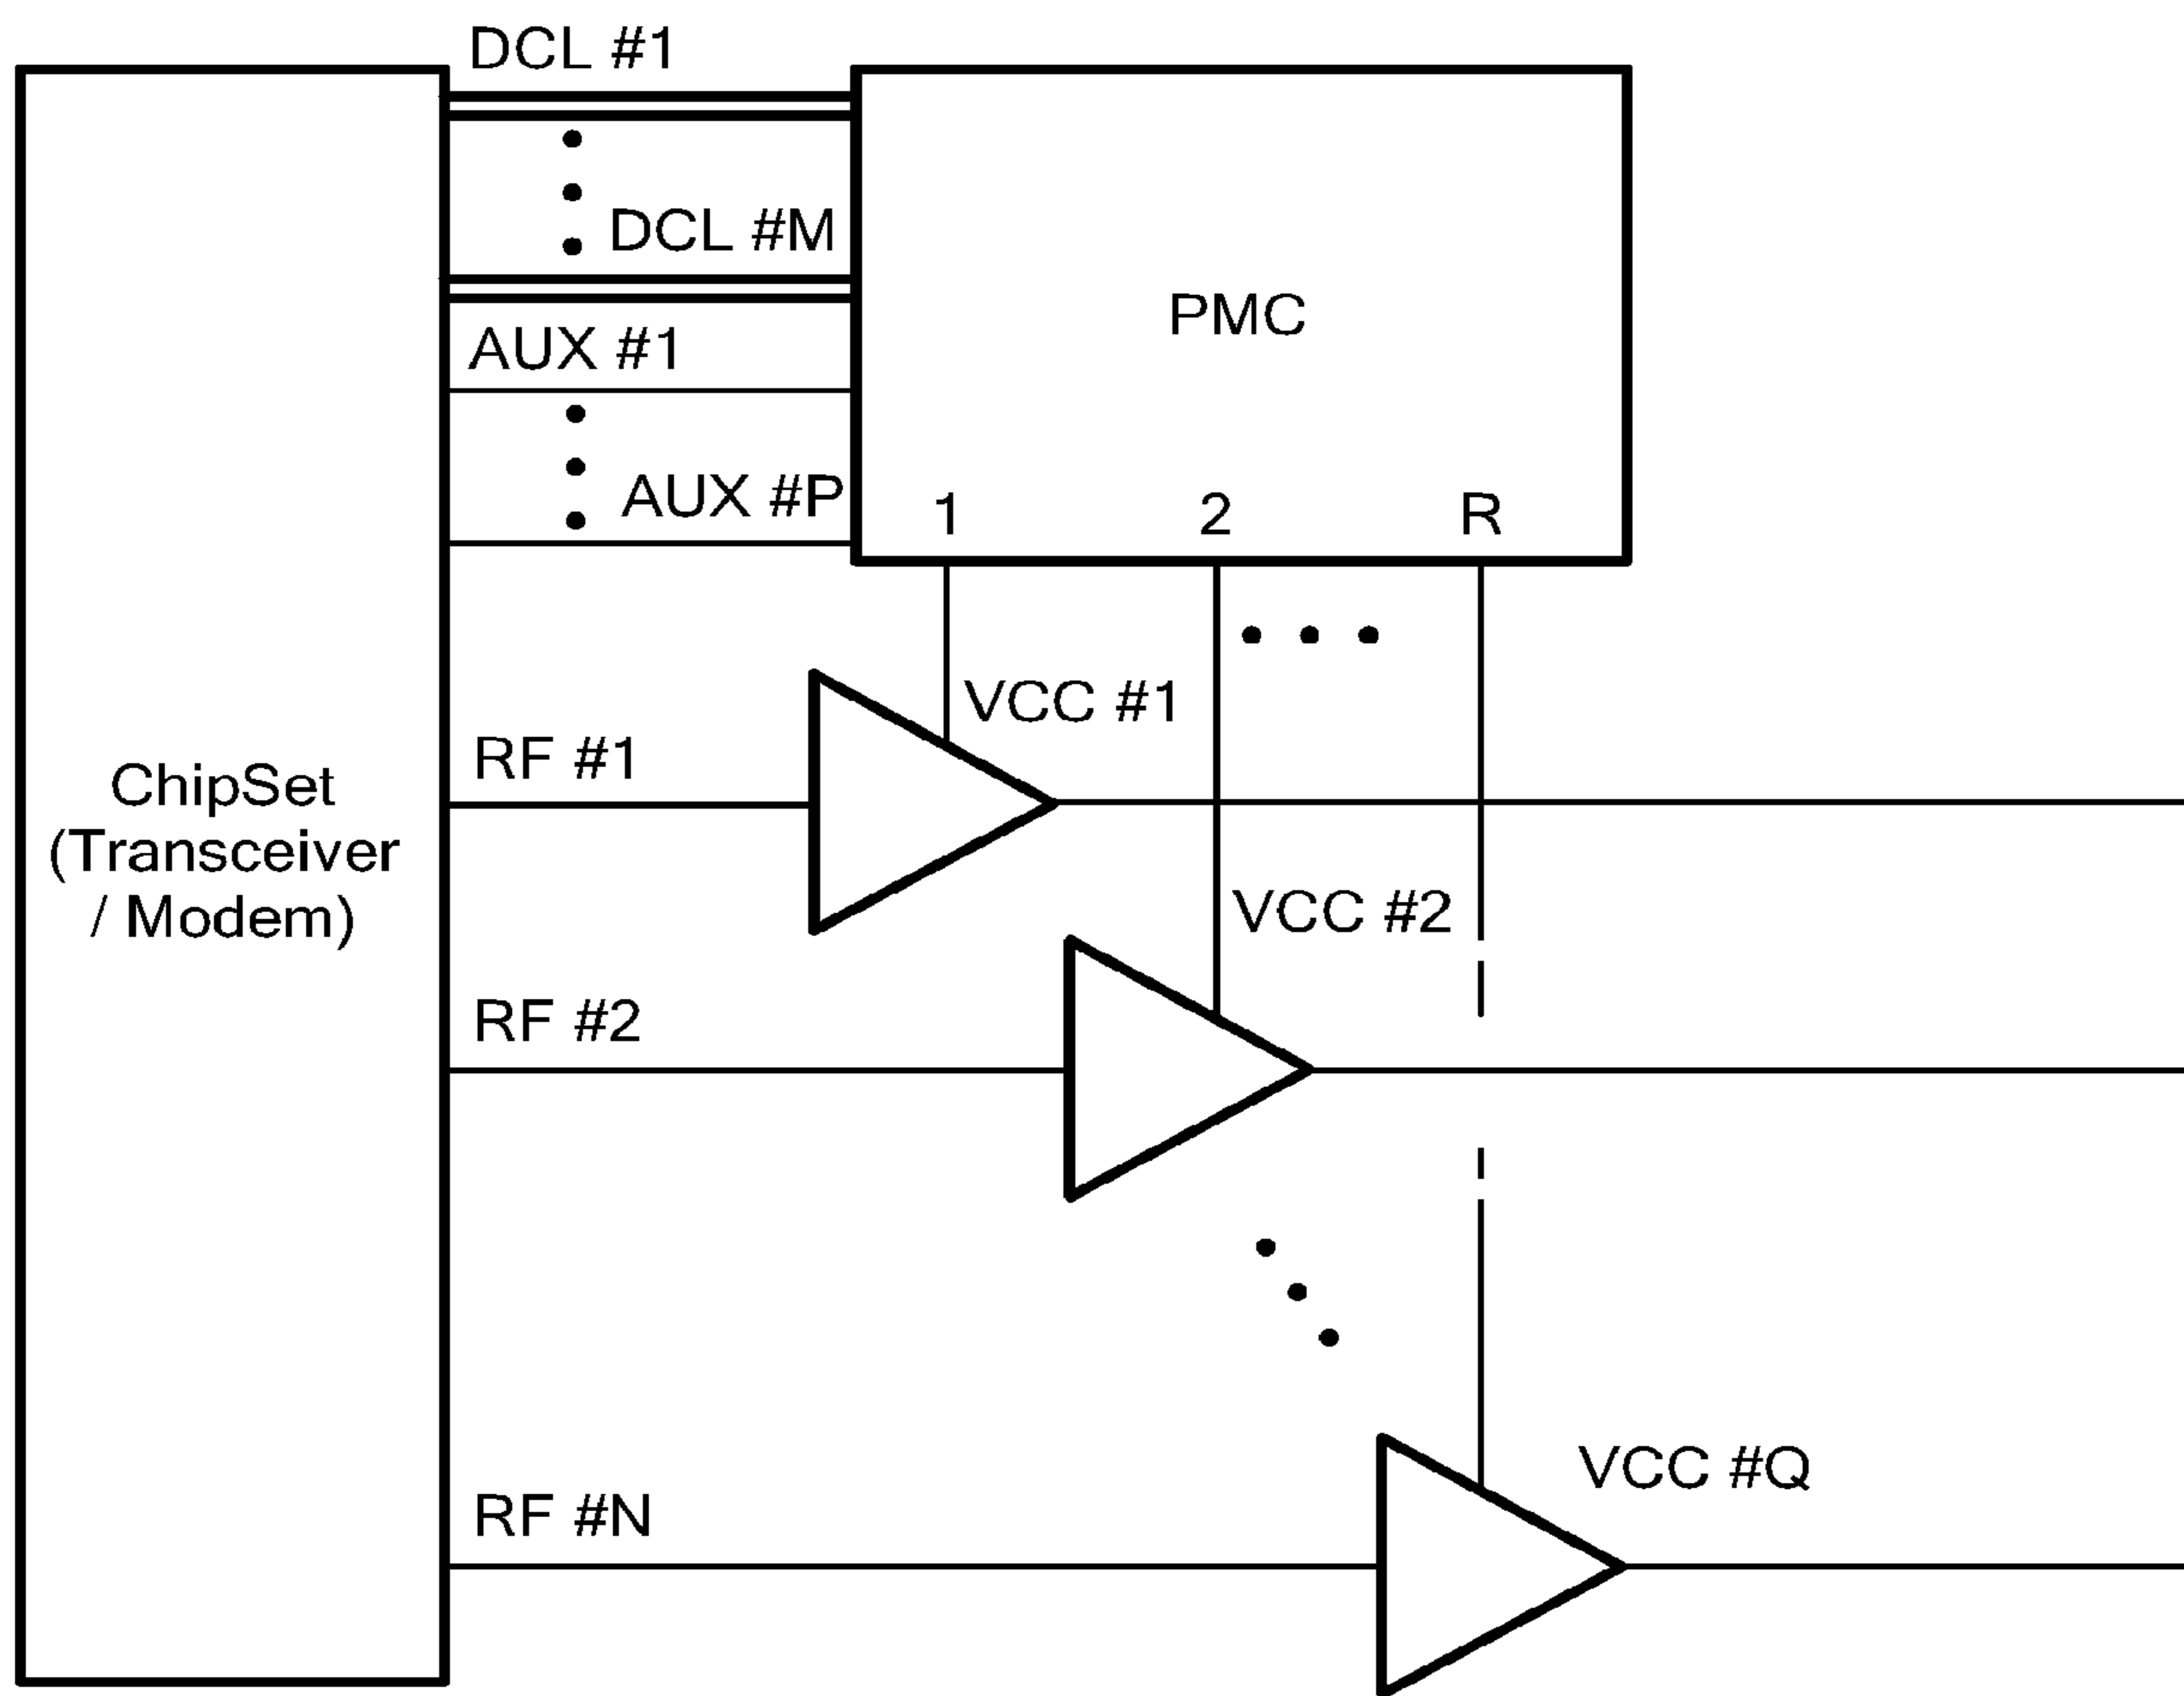 DCL #1
DCL #M
AUX #1
AUX #P
PMC
1
2
R
VCC #1
RF #1
ChipSet
(Transceiver
/ Modem)
VCC #2
RF #2
VCC #Q
RF #N